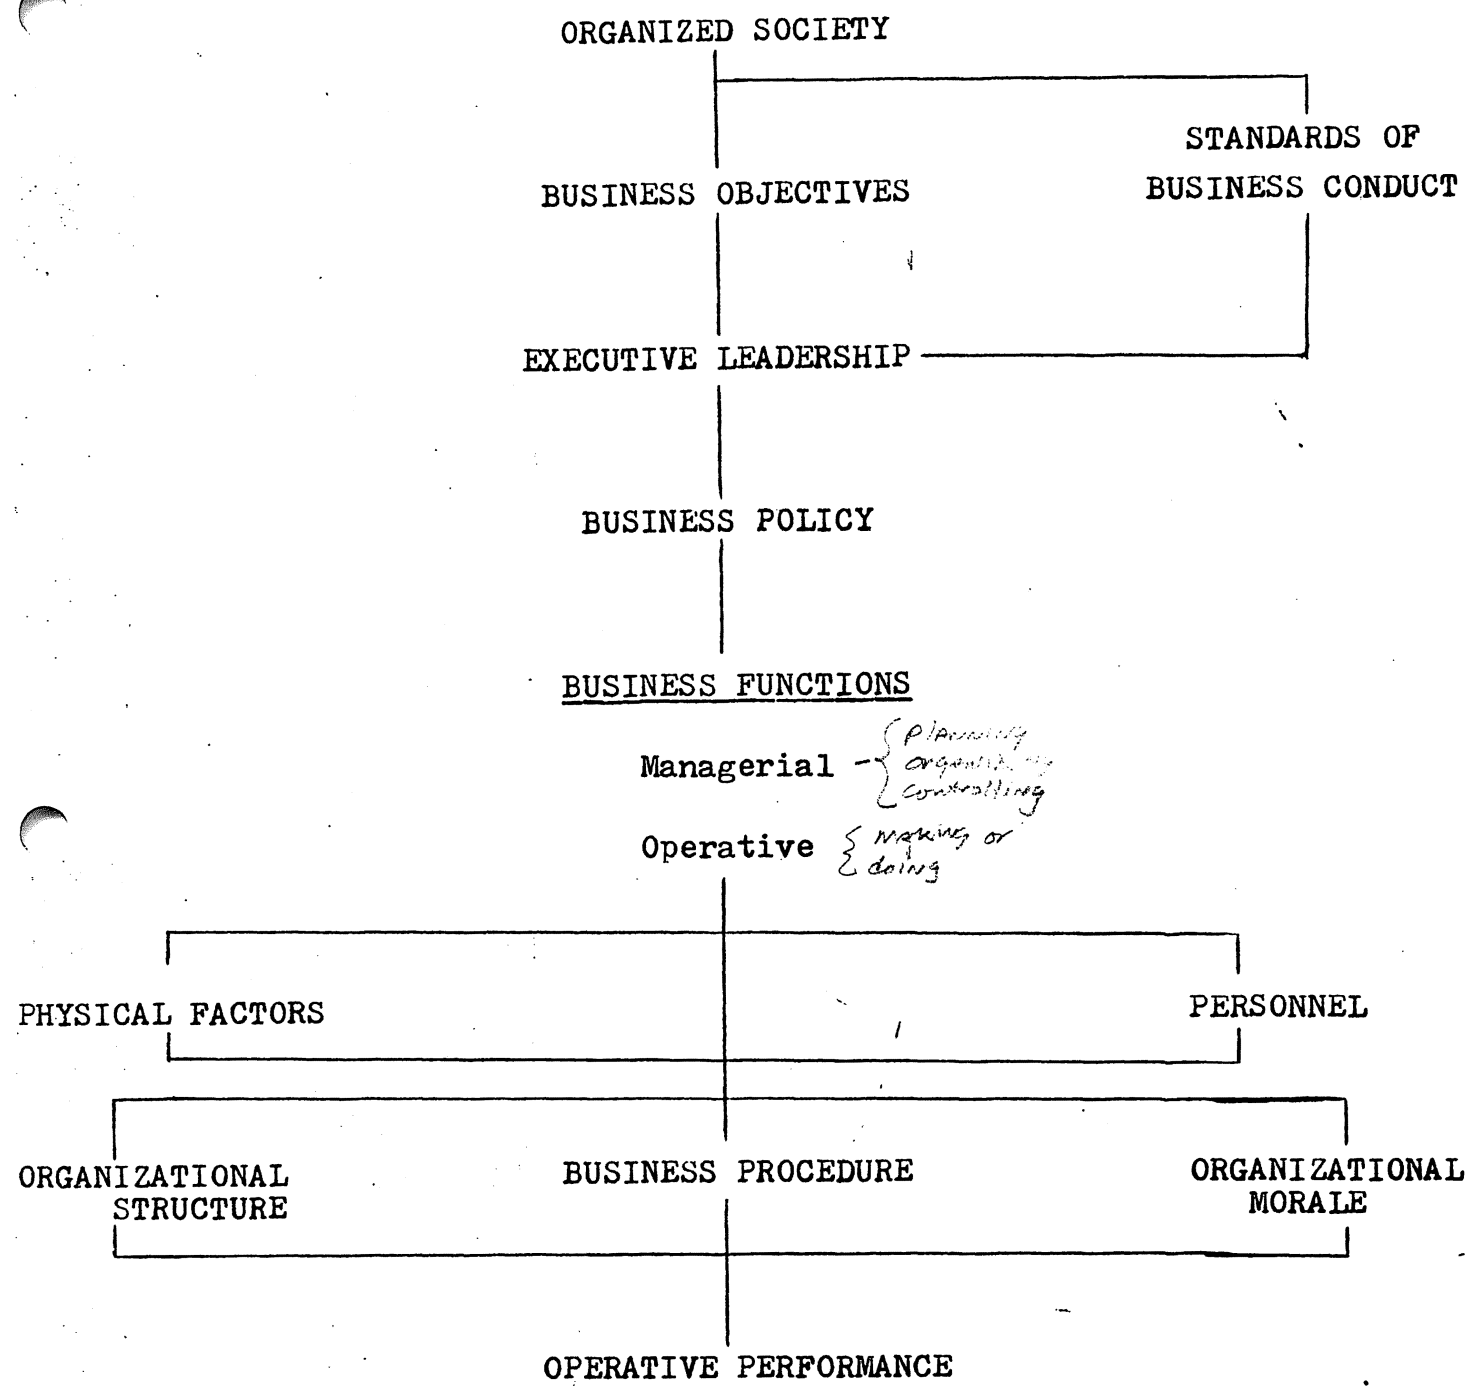 ORGANIZED SOCIETY
STANDARDS OF
BUSINESS CONDUCT
BUSINESS OBJECTIVES
EXECUTIVE LEADERSHIP
BUSINESS POLICY
BUSINESS FUNCTIONS
Managerial - { Planning
organizing
controlling
Operative { Making or
doing
PHYSICAL FACTORS
PERSONNEL
ORGANIZATIONAL
STRUCTURE
BUSINESS PROCEDURE
ORGANIZATIONAL
MORALE
OPERATIVE PERFORMANCE